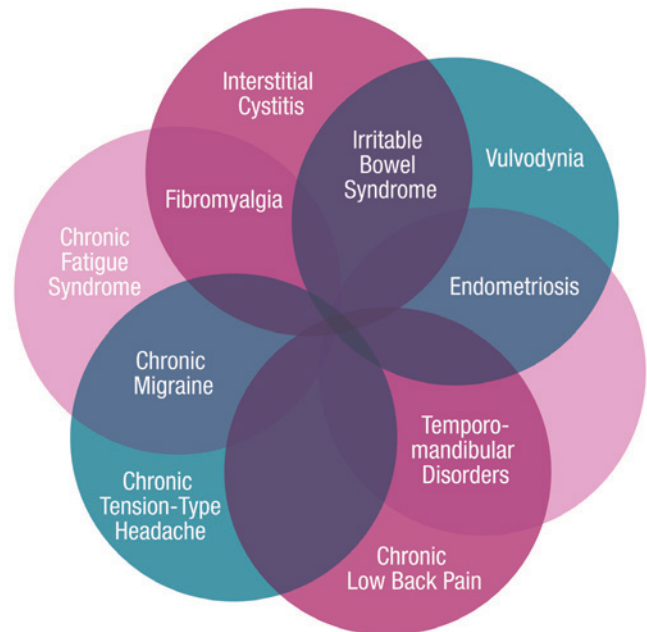 Interstitial
Cystitis
Irritable
Bowel
Syndrome
Vulvodynia
Fibromyalgia
Chronic
Fatigue
Syndrome
Endometriosis
Chronic
Migraine
Temporo-
mandibular
Disorders
Chronic
Tension-Type
Headache
Chronic
Low Back Pain